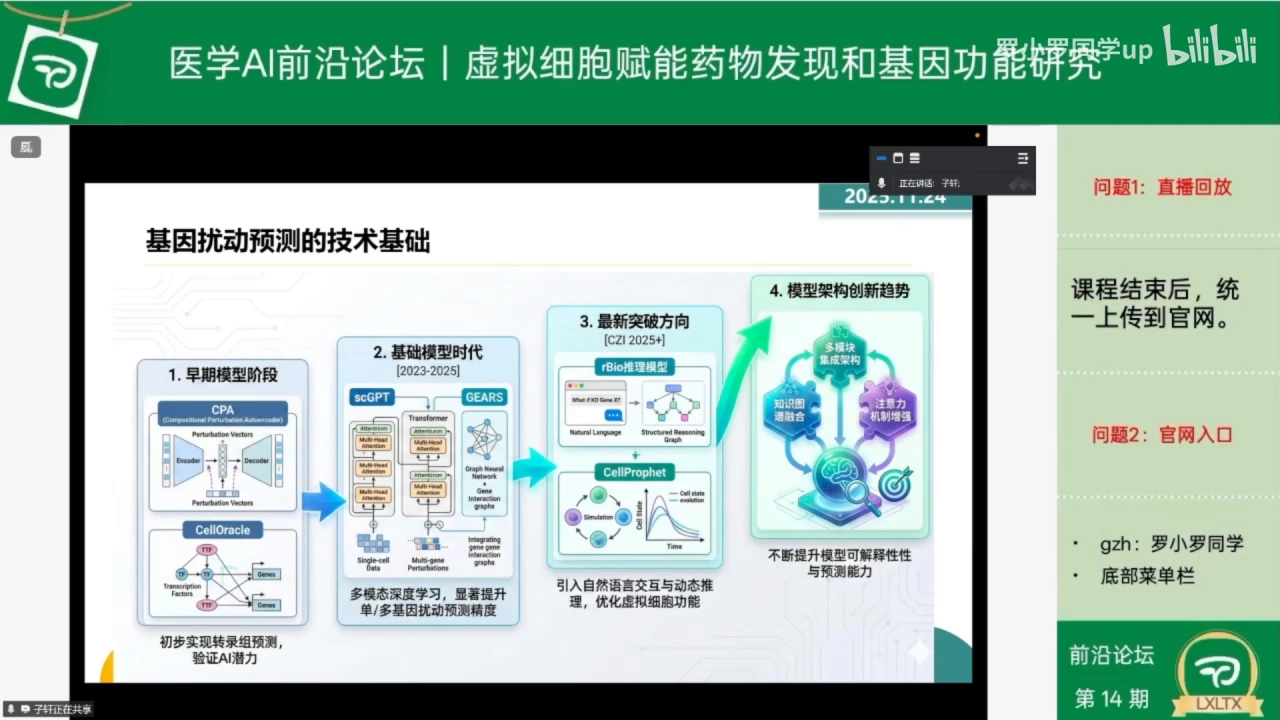 医学AI前沿论坛｜虚拟细胞赋能药物发现和基因功能研究
罗小罗同学up bilibili
正在讲话: 子轩;
2025.11.24
基因扰动预测的技术基础
1. 早期模型阶段
CPA
(Compositional Perturbation Autoencoder)
Perturbation Vectors
Encoder
Decoder
Perturbation Vectors
CellOracle
TTF
TF
TF
TTF
Transcription
Factors
Genes
Genes
初步实现转录组预测，
验证AI潜力
2. 基础模型时代
[2023-2025]
scGPT
GEARS
Transformer
Multi-Head
Attention
Multi-Head
Attention
Multi-Head
Attention
Multi-Head
Attention
Multi-Head
Attention
Graph Neural
Network
+
Gene
Interaction
graphs
Single-cell
Data
Multi-gene
Perturbations
Integrating
gene-gene
interaction
graphs
多模态深度学习，显著提升
单/多基因扰动预测精度
3. 最新突破方向
[CZI 2025+]
rBio推理模型
What if KO Gene X?
Natural Language
Structured Reasoning
Graph
CellProphet
Simulation
Cell State
Cell state
evolution
Time
引入自然语言交互与动态推
理，优化虚拟细胞功能
4. 模型架构创新趋势
多模块
集成架构
知识图
谱融合
注意力
机制增强
不断提升模型可解释性性
与预测能力
问题1：直播回放
课程结束后，统
一上传到官网。
问题2：官网入口
· gzh：罗小罗同学
· 底部菜单栏
前沿论坛
第 14 期
LXLTX
子轩正在共享